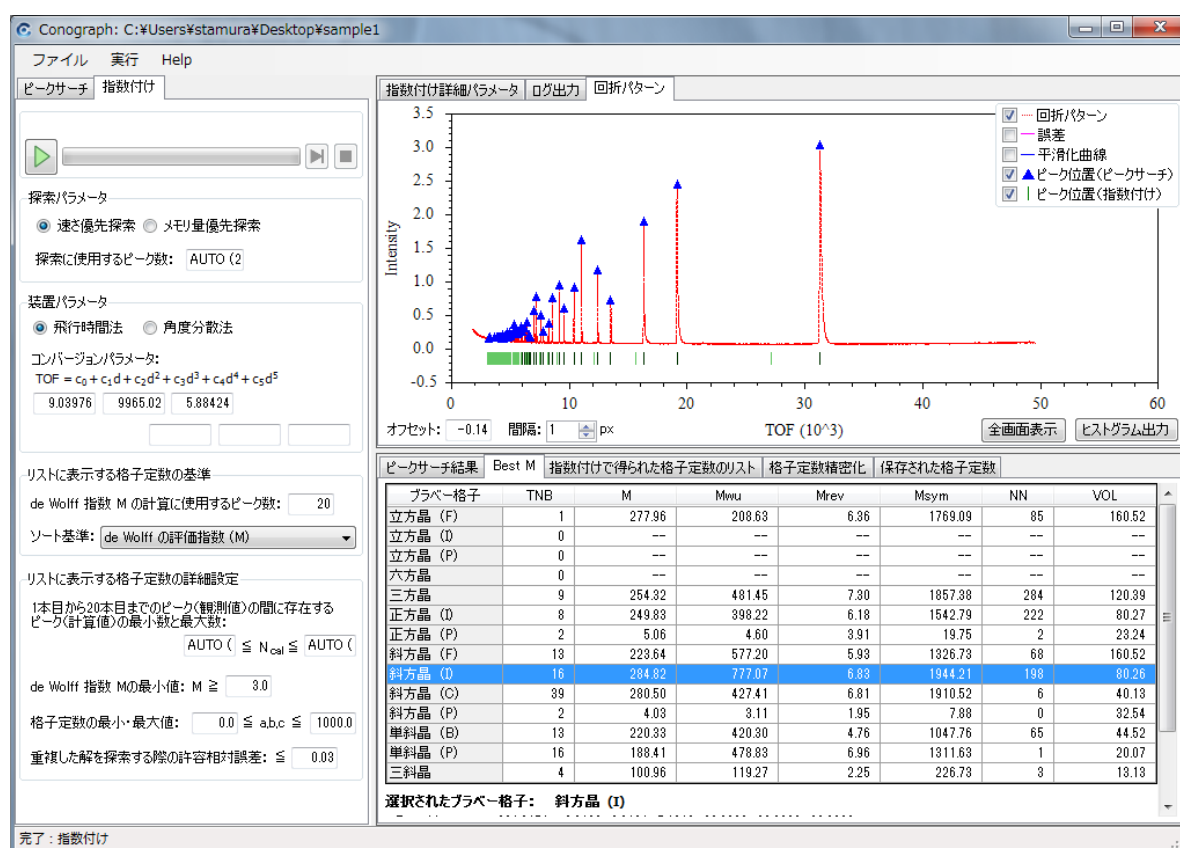 Conograph: C:¥Users¥stamura¥Desktop¥sample1
ファイル 実行 Help
ピークサーチ 指数付け
探索パラメータ
速さ優先探索 メモリ量優先探索
探索に使用するピーク数: AUTO (2
装置パラメータ
飛行時間法 角度分散法
コンバージョンパラメータ:
TOF = c0 + c1d + c2d² + c3d³ + c4d⁴ + c5d⁵
9.03976 9965.02 5.88424
リストに表示する格子定数の基準
de Wolff 指数 M の計算に使用するピーク数: 20
ソート基準: de Wolff の評価指数 (M)
リストに表示する格子定数の詳細設定
1本目から20本目までのピーク(観測値)の間に存在する
ピーク(計算値)の最小数と最大数:
AUTO ( ≦ Ncal ≦ AUTO (
de Wolff 指数 Mの最小値: M ≧ 3.0
格子定数の最小・最大値: 0.0 ≦ a,b,c ≦ 1000.0
重複した解を探索する際の許容相対誤差: ≦ 0.03
指数付け詳細パラメータ ログ出力 回折パターン
3.5
3.0
2.5
2.0
1.5
1.0
0.5
0.0
-0.5
Intensity
0 10 20 30 40 50 60
TOF (10^3)
回折パターン
誤差
平滑化曲線
ピーク位置(ピークサーチ)
ピーク位置(指数付け)
オフセット: -0.14 間隔: 1 px
全画面表示 ヒストグラム出力
ピークサーチ結果 Best M 指数付けで得られた格子定数のリスト 格子定数精密化 保存された格子定数
ブラベー格子 TNB M Mwu Mrev Msym NN VOL
立方晶 (F) 1 277.96 208.63 6.36 1769.09 85 160.52
立方晶 (I) 0 -- -- -- -- -- --
立方晶 (P) 0 -- -- -- -- -- --
六方晶 0 -- -- -- -- -- --
三方晶 9 254.32 481.45 7.30 1857.38 284 120.39
正方晶 (I) 8 249.83 398.22 6.18 1542.79 222 80.27
正方晶 (P) 2 5.06 4.60 3.91 19.75 2 23.24
斜方晶 (F) 13 223.64 577.20 5.93 1326.73 68 160.52
斜方晶 (I) 16 284.82 777.07 6.83 1944.21 198 80.26
斜方晶 (C) 39 280.50 427.41 6.81 1910.52 6 40.13
斜方晶 (P) 2 4.03 3.11 1.95 7.88 0 32.54
単斜晶 (B) 13 220.33 420.30 4.76 1047.76 65 44.52
単斜晶 (P) 16 188.41 478.83 6.96 1311.63 1 20.07
三斜晶 4 100.96 119.27 2.25 226.73 3 13.13
選択されたブラベー格子: 斜方晶 (I)
完了 : 指数付け